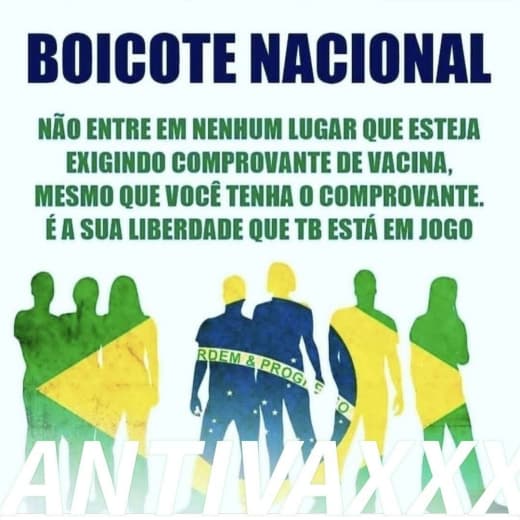 BOICOTE NACIONAL
NÃO ENTRE EM NENHUM LUGAR QUE ESTEJA
EXIGINDO COMPROVANTE DE VACINA,
MESMO QUE VOCÊ TENHA O COMPROVANTE.
É A SUA LIBERDADE QUE TB ESTÁ EM JOGO
RDEM & PROG SSO
ANTIVAXXX